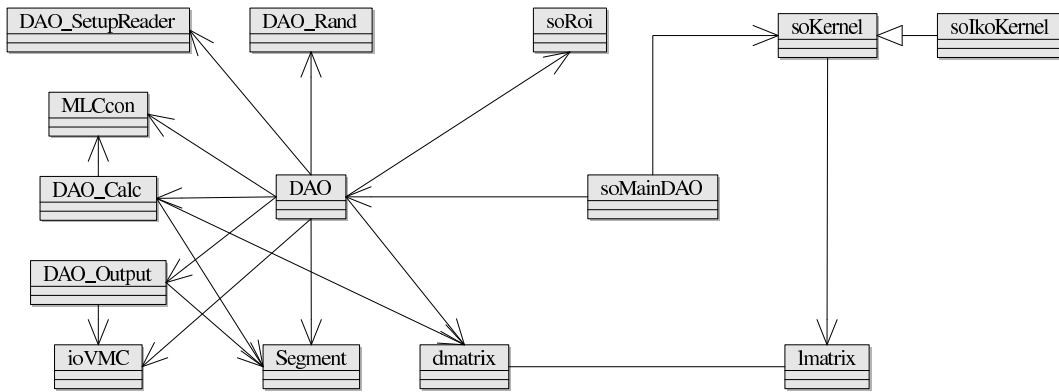 DAO_SetupReader
DAO_Rand
soRoi
soKernel
soIkoKernel
MLCcon
DAO_Calc
DAO
soMainDAO
DAO_Output
ioVMC
Segment
dmatrix
lmatrix